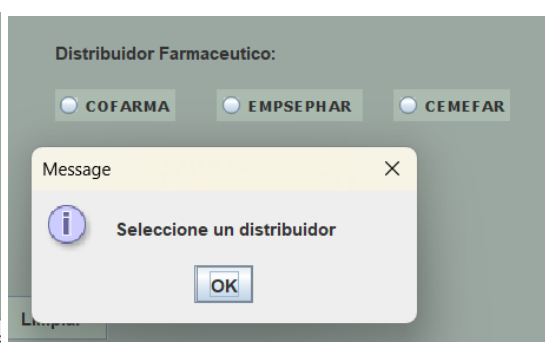 Distribuidor Farmaceutico:
COFARMA EMPSEPHAR CEMEFAR
Message
Seleccione un distribuidor
OK